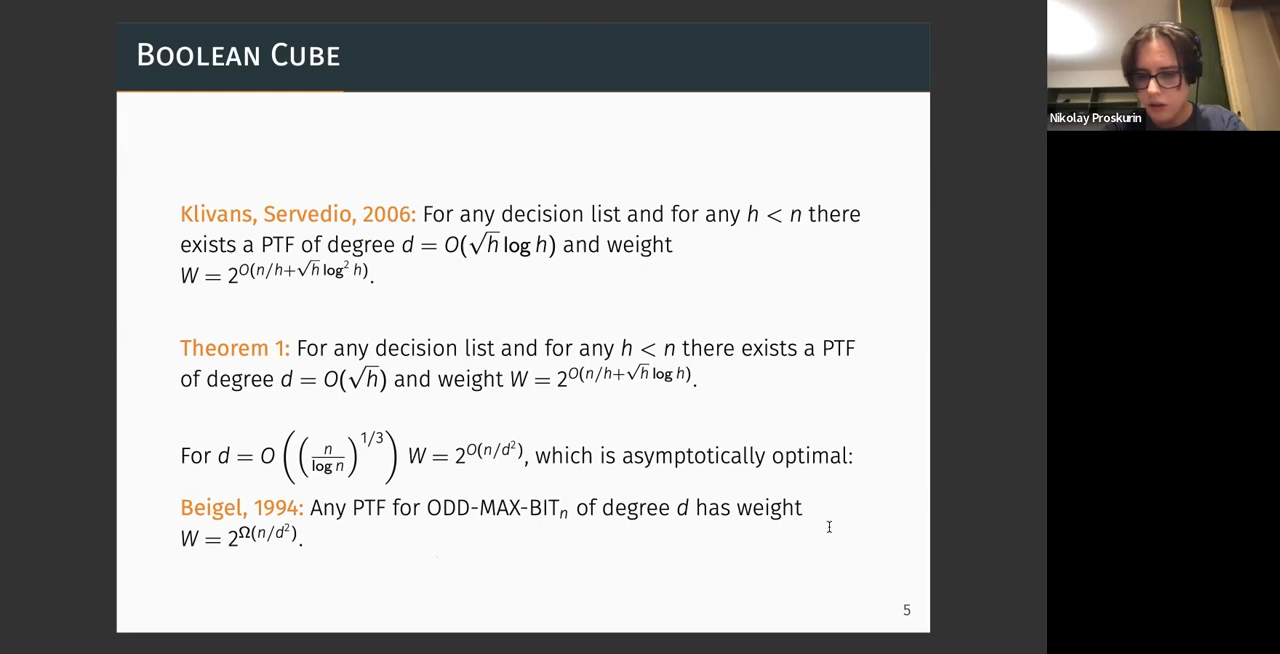 BOOLEAN CUBE
Nikolay Proskurin
Klivans, Servedio, 2006: For any decision list and for any h < n there
exists a PTF of degree d = O(√h log h) and weight
W = 2^{O(n/h+√h log² h)}.
Theorem 1: For any decision list and for any h < n there exists a PTF
of degree d = O(√h) and weight W = 2^{O(n/h+√h log h)}.
For d = O((n/log n)^{1/3}) W = 2^{O(n/d²)}, which is asymptotically optimal:
Beigel, 1994: Any PTF for ODD-MAX-BITₙ of degree d has weight
W = 2^{Ω(n/d²)}.
5